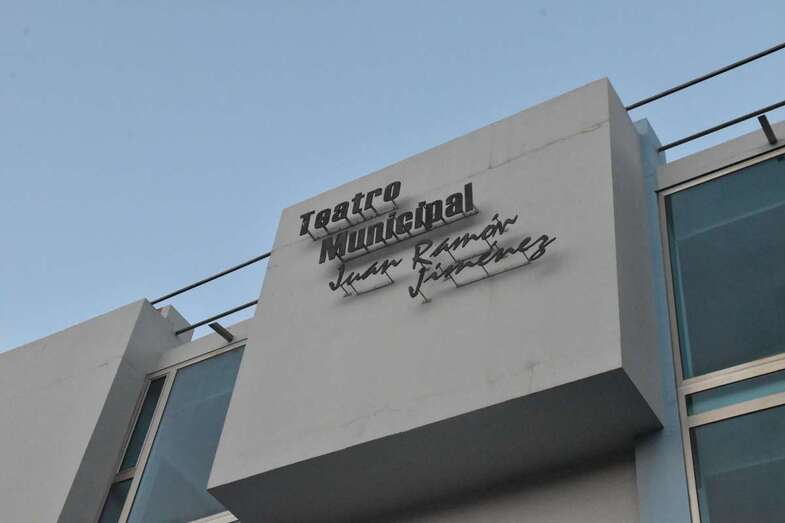 Teatro
Municipal
Juan Ramón
Jiménez